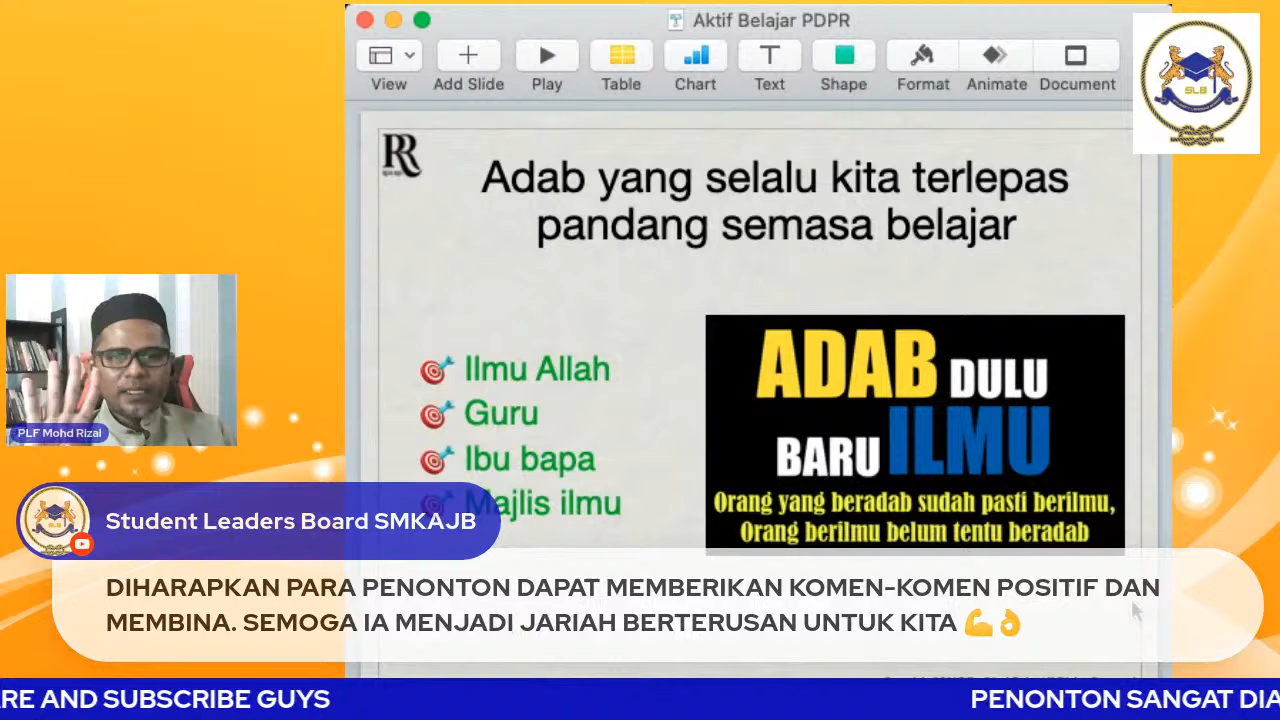 Aktif Belajar PDPR
View
Add Slide
Play
Table
Chart
Text
Shape
Format
Animate
Document
SLB
RR
Adab yang selalu kita terlepas
pandang semasa belajar
Ilmu Allah
Guru
Ibu bapa
Majlis ilmu
ADAB DULU
BARU ILMU
Orang yang beradab sudah pasti berilmu,
Orang berilmu belum tentu beradab
PLF Mohd Rizal
Student Leaders Board SMKAJB
DIHARAPKAN PARA PENONTON DAPAT MEMBERIKAN KOMEN-KOMEN POSITIF DAN
MEMBINA. SEMOGA IA MENJADI JARIAH BERTERUSAN UNTUK KITA 💪👌
RE AND SUBSCRIBE GUYS
PENONTON SANGAT DIA